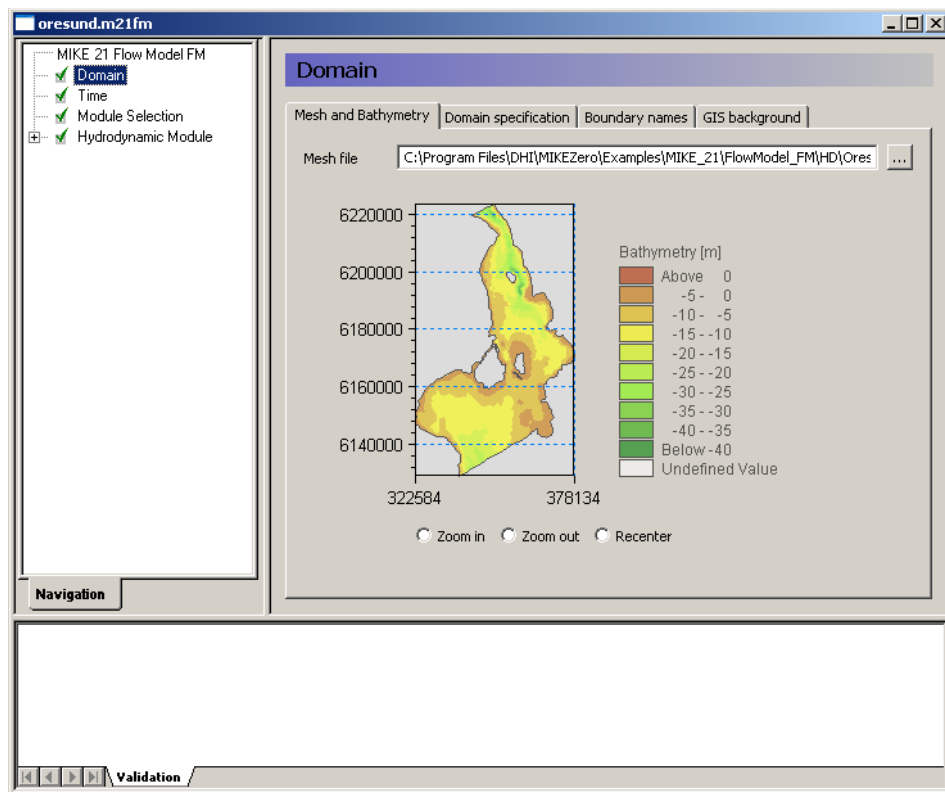 oresund.m21fm
MIKE 21 Flow Model FM
Domain
Time
Module Selection
Hydrodynamic Module
Navigation
Domain
Mesh and Bathymetry
Domain specification
Boundary names
GIS background
Mesh file
C:\Program Files\DHI\MIKEZero\Examples\MIKE_21\FlowModel_FM\HD\Ores
...
6220000
6200000
6180000
6160000
6140000
322584
378134
Bathymetry [m]
Above 0
-5 - 0
-10 - -5
-15 - -10
-20 - -15
-25 - -20
-30 - -25
-35 - -30
-40 - -35
Below -40
Undefined Value
Zoom in
Zoom out
Recenter
Validation